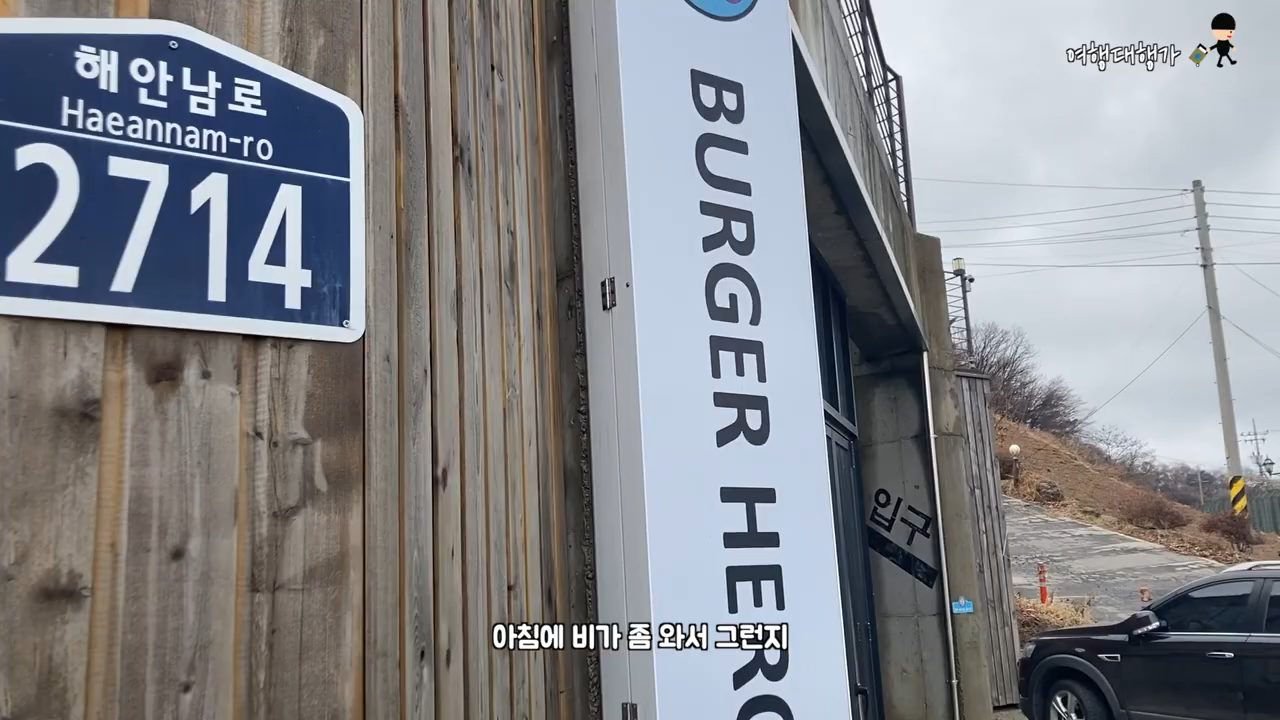 해안남로
Haeannam-ro
2714
BURGER HERO
입구
여행대행가
아침에 비가 좀 와서 그런지